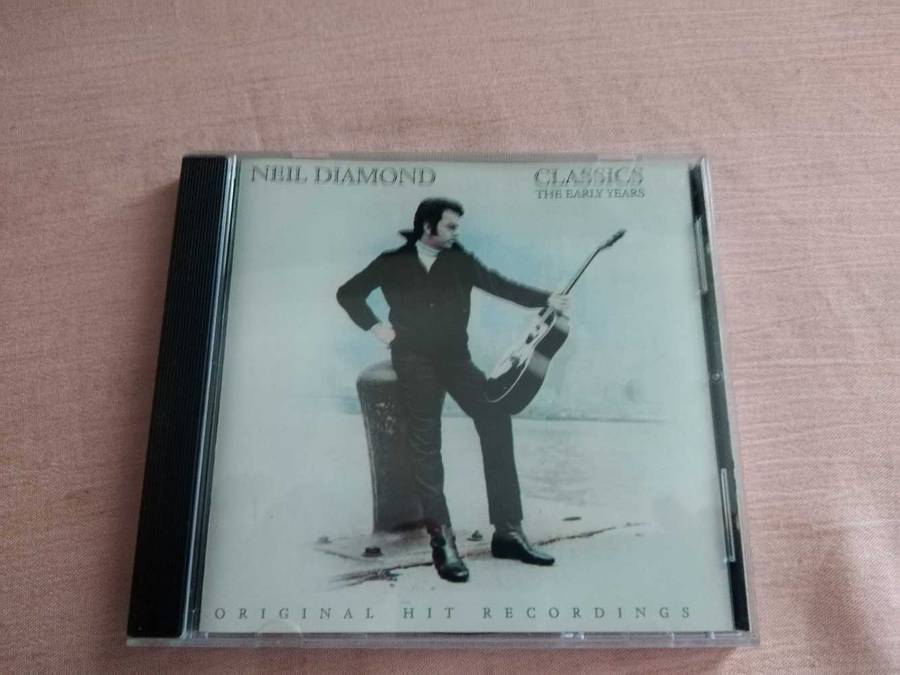 NEIL DIAMOND CLASSICS
THE EARLY YEARS
ORIGINAL HIT RECORDINGS